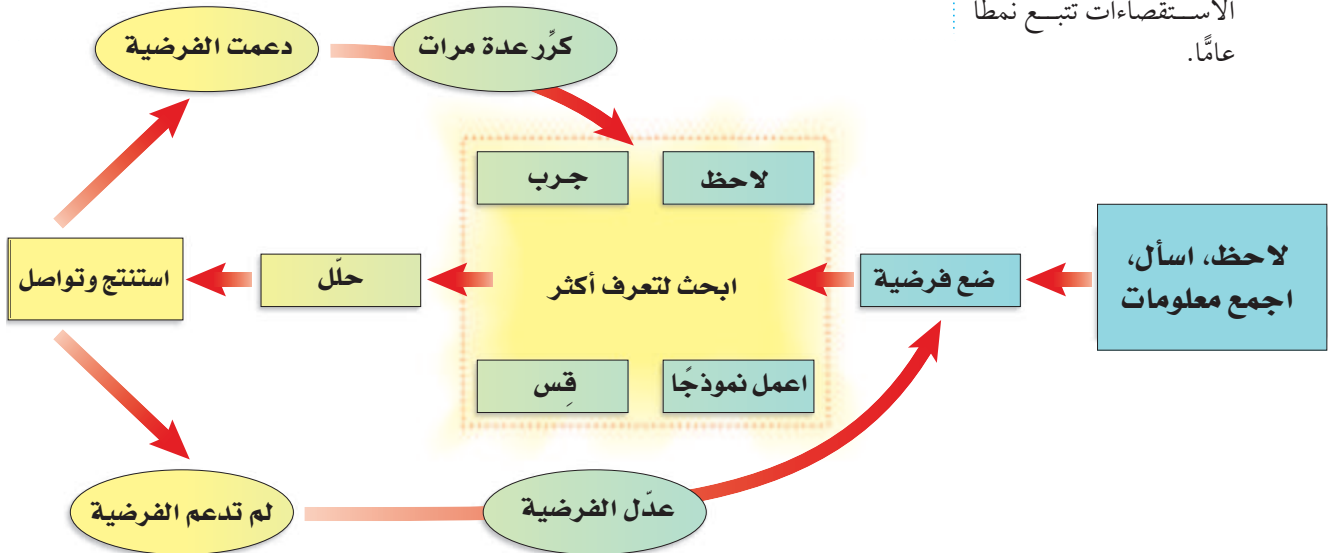 الاستقصاءات تتبع نمطًا
عامًّا.
دعمت الفرضية
كرِّر عدة مرات
لاحظ
جرب
لاحظ، اسأل،
اجمع معلومات
ضع فرضية
ابحث لتعرف أكثر
حلّل
استنتج وتواصل
اعمل نموذجًا
قِس
عدّل الفرضية
لم تدعم الفرضية